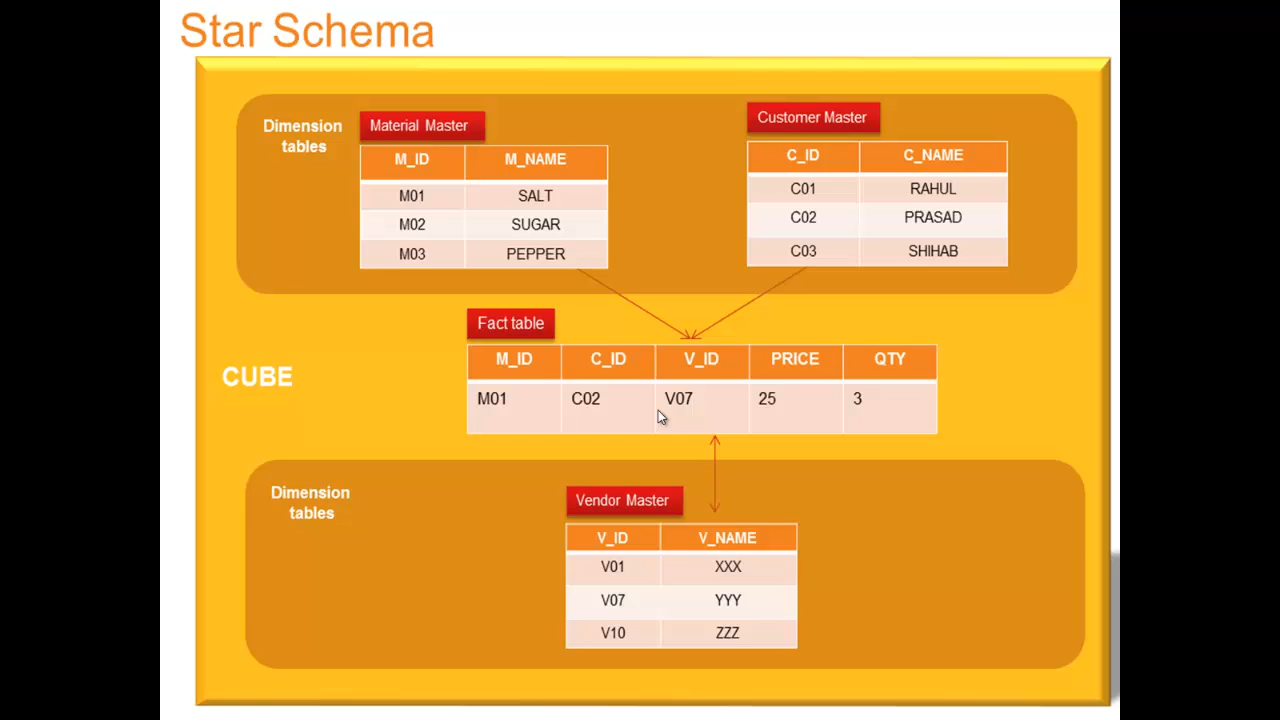 Star Schema
Dimension
tables
Material Master
M_ID M_NAME
M01 SALT
M02 SUGAR
M03 PEPPER
Customer Master
C_ID C_NAME
C01 RAHUL
C02 PRASAD
C03 SHIHAB
CUBE
Fact table
M_ID C_ID V_ID PRICE QTY
M01 C02 V07 25 3
Dimension
tables
Vendor Master
V_ID V_NAME
V01 XXX
V07 YYY
V10 ZZZ